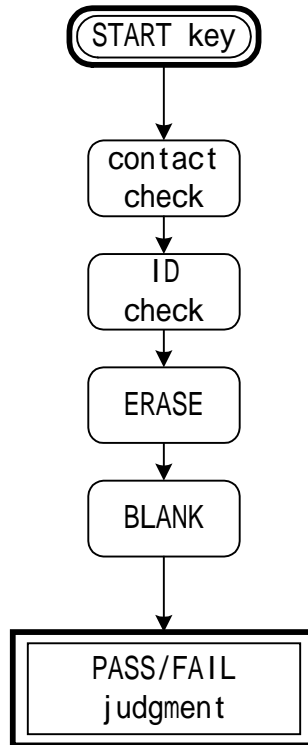 START key
contact
check
ID
check
ERASE
BLANK
PASS/FAIL
judgment